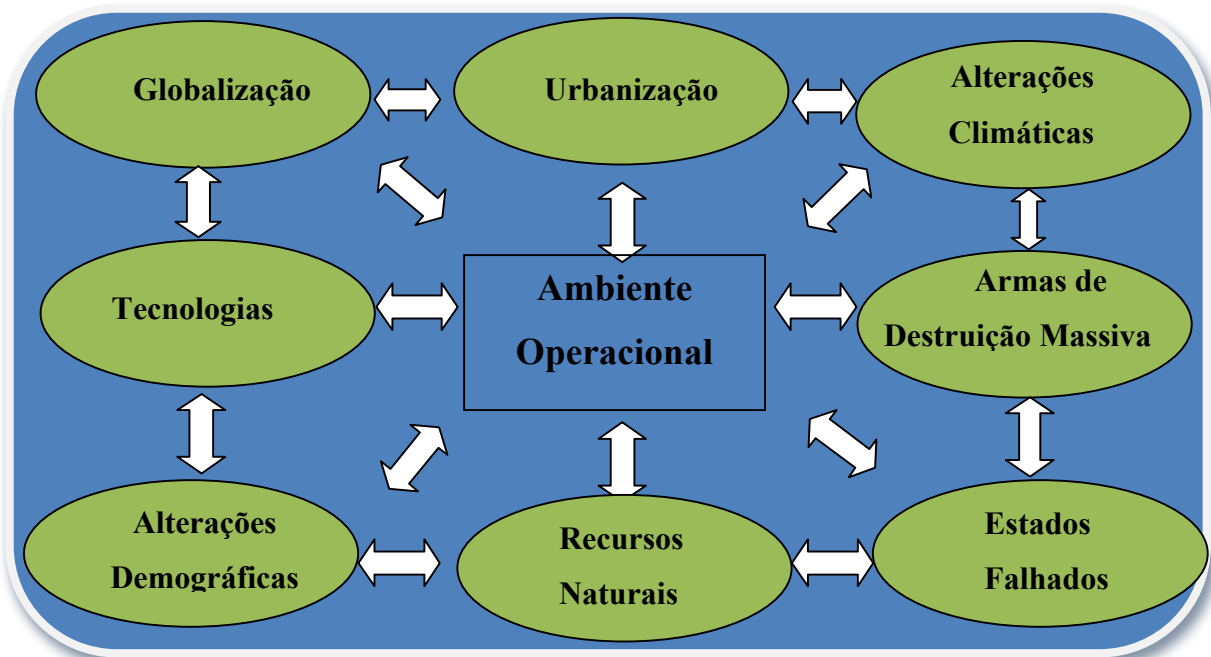 Globalização
Urbanização
Alterações
Climáticas
Tecnologias
Ambiente
Operacional
Armas de
Destruição Massiva
Alterações
Demográficas
Recursos
Naturais
Estados
Falhados